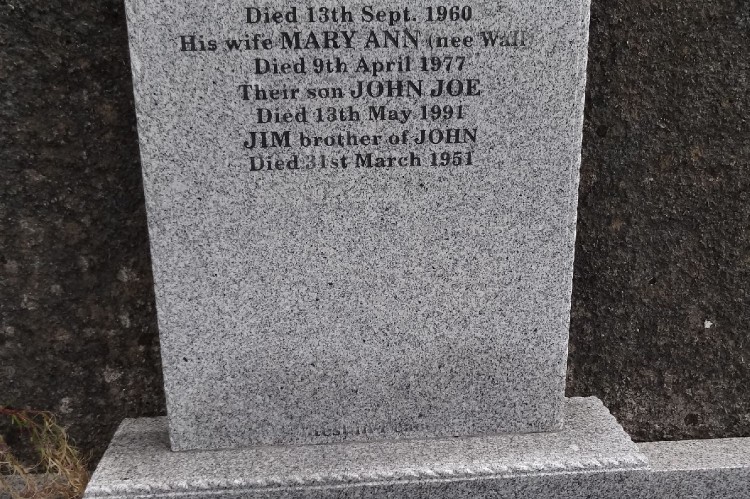 Died 13th Sept. 1960
His wife MARY ANN (nee Wall
Died 9th April 1977
Their son JOHN JOE
Died 13th May 1991
JIM brother of JOHN
Died 31st March 1951